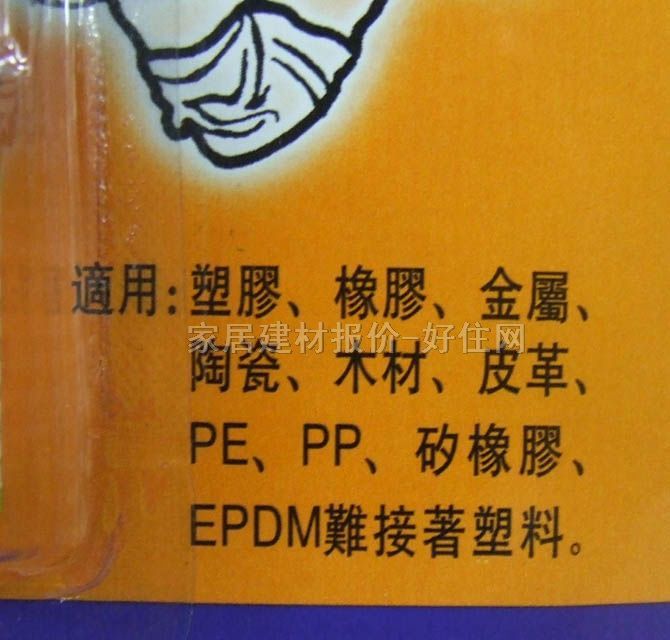 適用:塑膠、橡膠、金屬、
家居建材报价-好住网
陶瓷、木材、皮革、
PE、PP、矽橡膠、
EPDM難接著塑料。